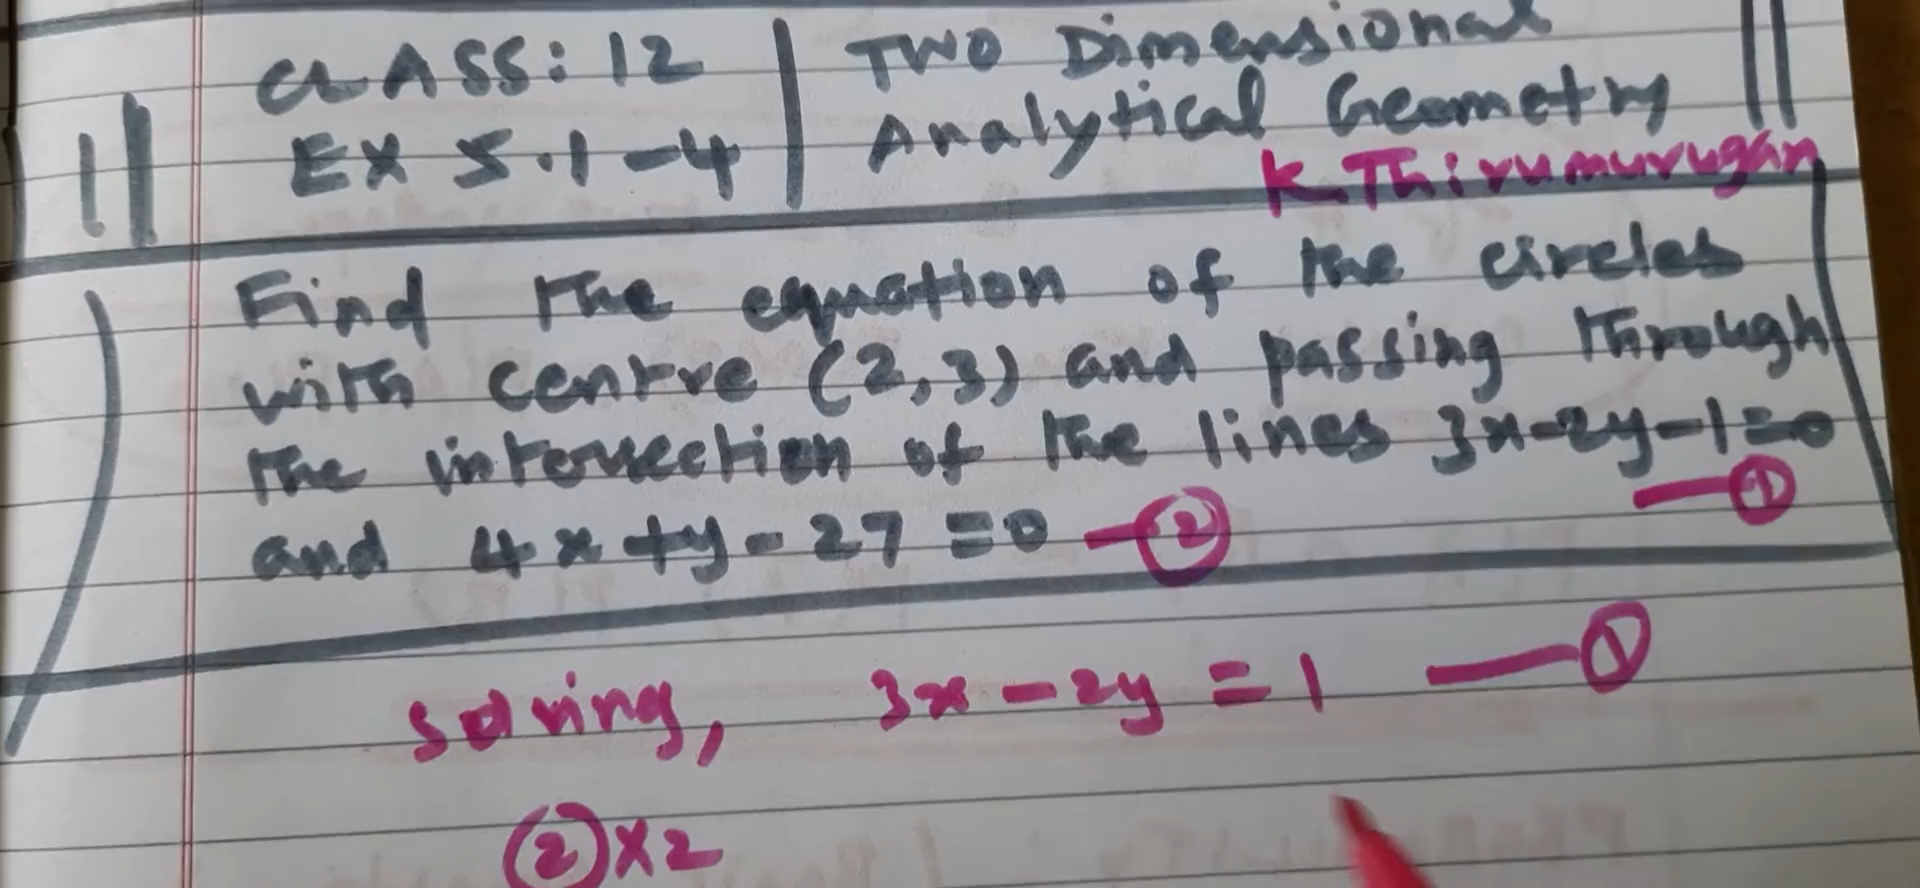 CLASS: 12
EX 5.1-4
TWO Dimensional
Analytical Geometry
K Thirumurugan
Find the equation of the circles
with centre (2,3) and passing through
the intersection of the lines 3x-2y-1=0
— ①
and 4x+y-27=0 — ②
solving, 3x-2y=1 — ①
②×2